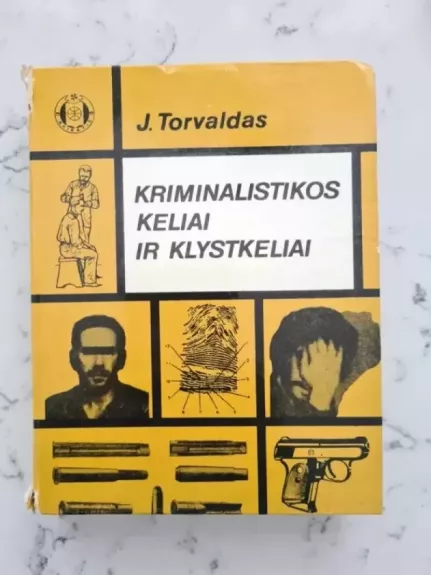 J. Torvaldas
KRIMINALISTIKOS
KELIAI
IR KLYSTKELIAI